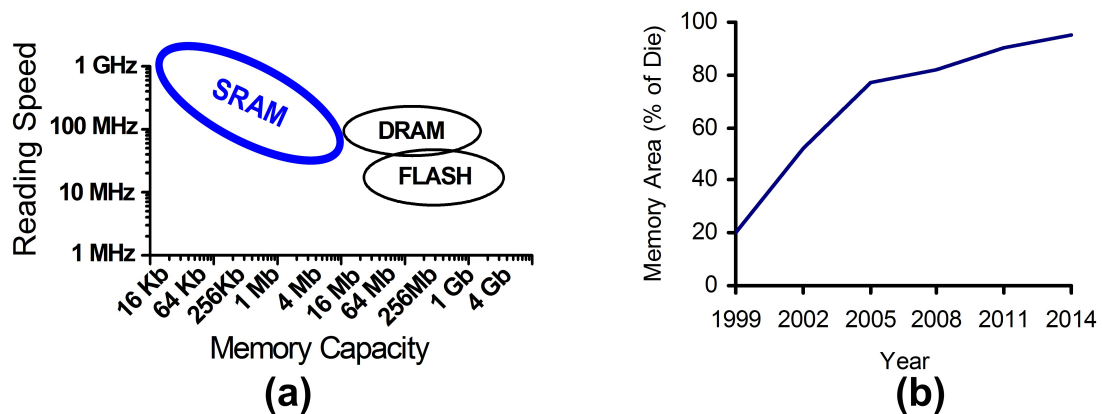 Reading Speed
1 GHz
100 MHz
10 MHz
1 MHz
SRAM
DRAM
FLASH
16 Kb
64 Kb
256Kb
1 Mb
4 Mb
16 Mb
64 Mb
256Mb
1 Gb
4 Gb
Memory Capacity
(a)
Memory Area (% of Die)
100
80
60
40
20
0
1999 2002 2005 2008 2011 2014
Year
(b)